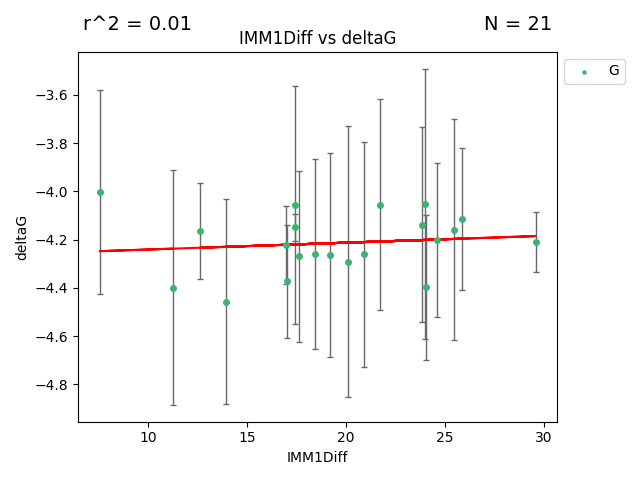 r^2 = 0.01
N = 21
IMM1Diff vs deltaG
G
−3.6
−3.8
−4.0
−4.2
−4.4
−4.6
−4.8
deltaG
10 15 20 25 30
IMM1Diff